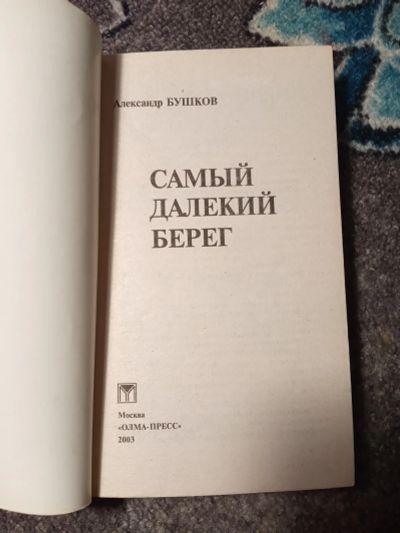 Александр БУШКОВ
САМЫЙ
ДАЛЕКИЙ
БЕРЕГ
Москва
«ОЛМА-ПРЕСС»
2003